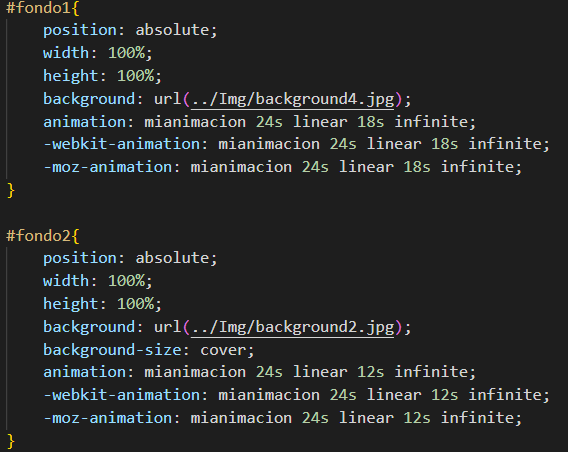 #fondo1{
position: absolute;
width: 100%;
height: 100%;
background: url(../Img/background4.jpg);
animation: mianimacion 24s linear 18s infinite;
-webkit-animation: mianimacion 24s linear 18s infinite;
-moz-animation: mianimacion 24s linear 18s infinite;
}
#fondo2{
position: absolute;
width: 100%;
height: 100%;
background: url(../Img/background2.jpg);
background-size: cover;
animation: mianimacion 24s linear 12s infinite;
-webkit-animation: mianimacion 24s linear 12s infinite;
-moz-animation: mianimacion 24s linear 12s infinite;
}